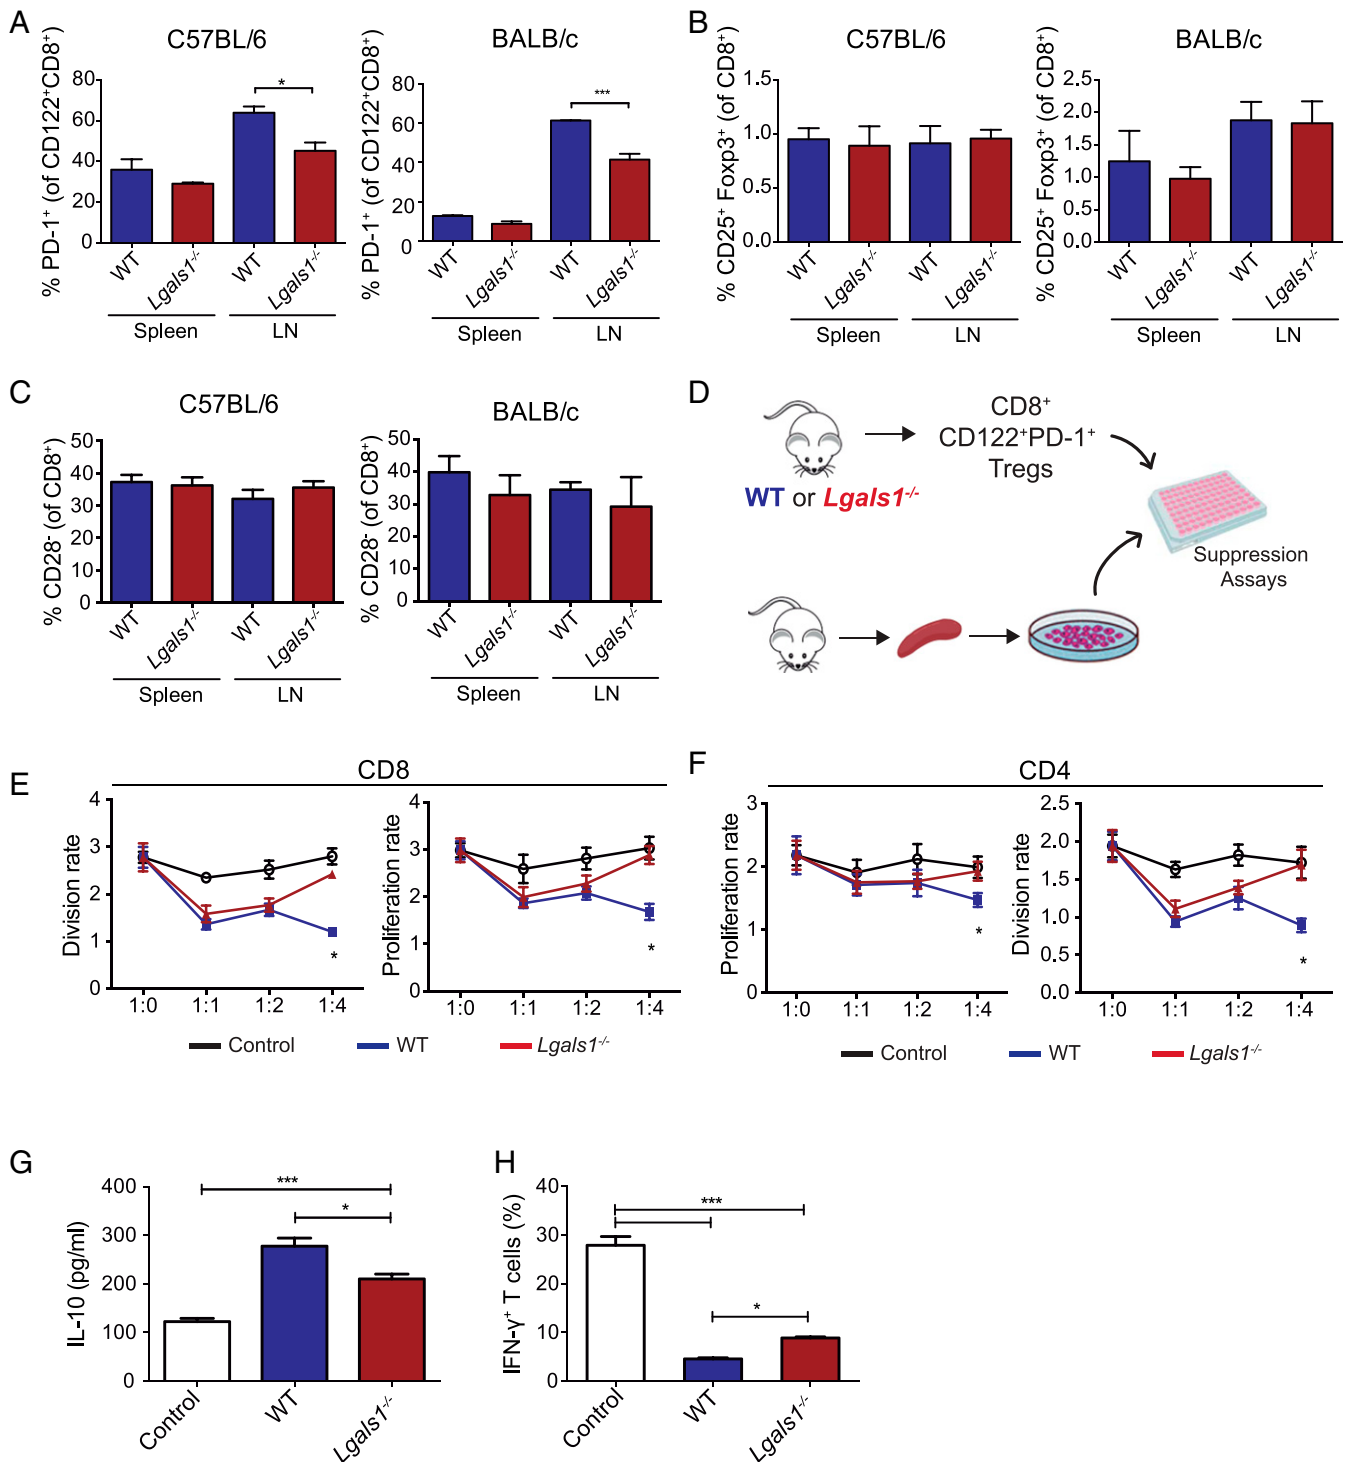 A
C57BL/6
BALB/c
% PD-1⁺ (of CD122⁺CD8⁺)
80
60
40
20
0
*
WT
Lgals1⁻/⁻
WT
Lgals1⁻/⁻
Spleen
LN
% PD-1⁺ (of CD122⁺CD8⁺)
80
60
40
20
0
***
WT
Lgals1⁻/⁻
WT
Lgals1⁻/⁻
Spleen
LN
B
C57BL/6
BALB/c
% CD25⁺ Foxp3⁺ (of CD8⁺)
1.5
1.0
0.5
0.0
WT
Lgals1⁻/⁻
WT
Lgals1⁻/⁻
Spleen
LN
% CD25⁺ Foxp3⁺ (of CD8⁺)
2.5
2.0
1.5
1.0
0.5
0.0
WT
Lgals1⁻/⁻
WT
Lgals1⁻/⁻
Spleen
LN
C
C57BL/6
BALB/c
% CD28⁻ (of CD8⁺)
50
40
30
20
10
0
WT
Lgals1⁻/⁻
WT
Lgals1⁻/⁻
Spleen
LN
% CD28⁻ (of CD8⁺)
50
40
30
20
10
0
WT
Lgals1⁻/⁻
WT
Lgals1⁻/⁻
Spleen
LN
D
WT or Lgals1⁻/⁻
CD8⁺
CD122⁺PD-1⁺
Tregs
Suppression
Assays
E
CD8
Division rate
4
3
2
1
0
*
1:0 1:1 1:2 1:4
Proliferation rate
4
3
2
1
0
*
1:0 1:1 1:2 1:4
Control WT Lgals1⁻/⁻
F
CD4
Proliferation rate
3
2
1
0
*
1:0 1:1 1:2 1:4
Division rate
2.5
2.0
1.5
1.0
0.5
0.0
*
1:0 1:1 1:2 1:4
Control WT Lgals1⁻/⁻
G
IL-10 (pg/ml)
400
300
200
100
0
***
*
Control
WT
Lgals1⁻/⁻
H
IFN-γ⁺ T cells (%)
40
30
20
10
0
***
*
Control
WT
Lgals1⁻/⁻